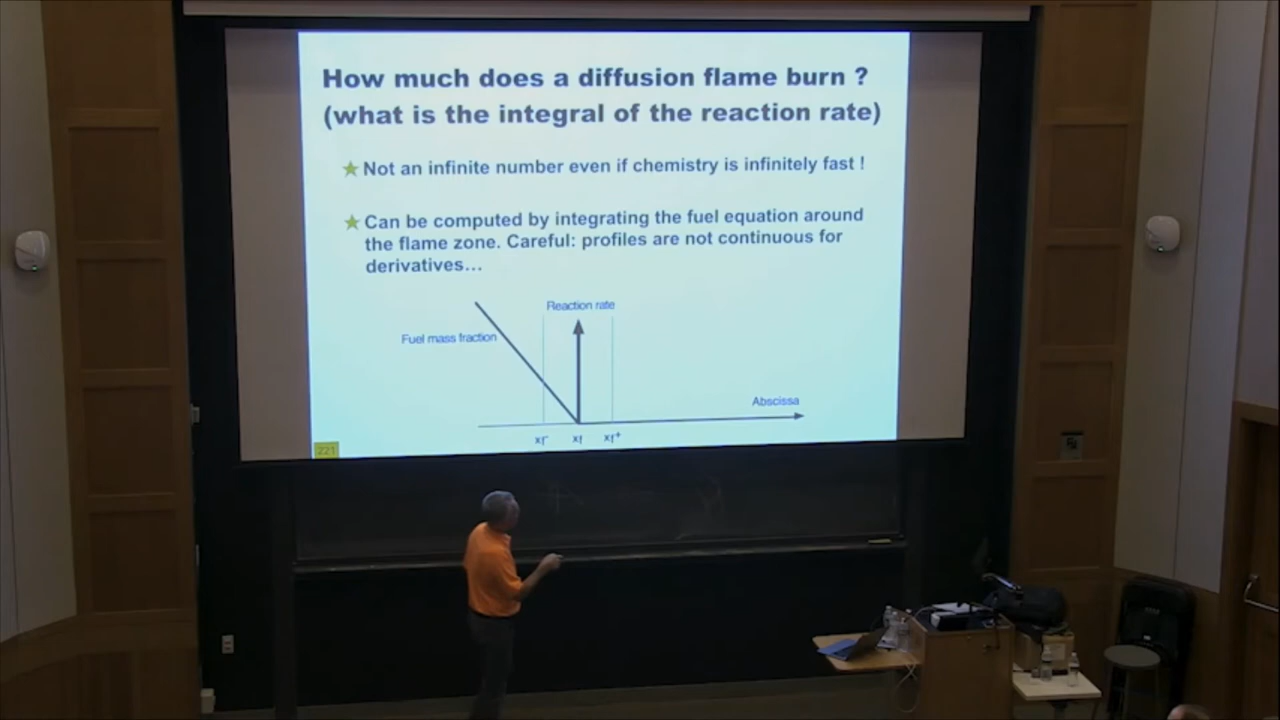 How much does a diffusion flame burn ?
(what is the integral of the reaction rate)
Not an infinite number even if chemistry is infinitely fast !
Can be computed by integrating the fuel equation around
the flame zone. Careful: profiles are not continuous for
derivatives...
Reaction rate
Fuel mass fraction
Abscissa
xf- xf xf+
221